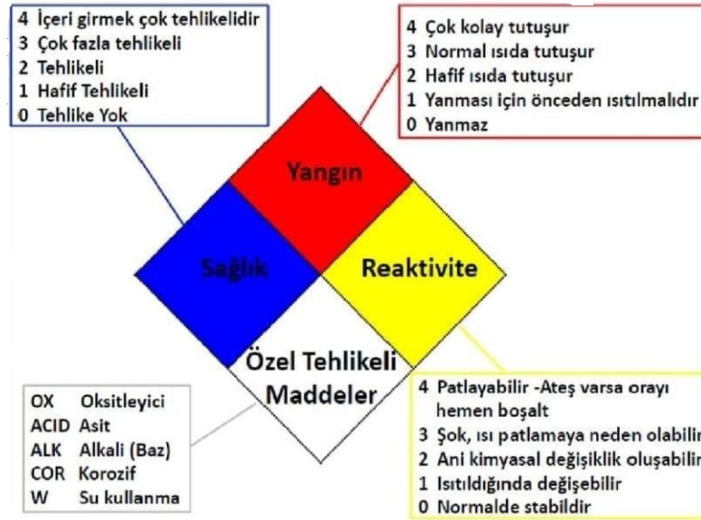 4 İçeri girmek çok tehlikelidir
3 Çok fazla tehlikeli
2 Tehlikeli
1 Hafif Tehlikeli
0 Tehlike Yok
4 Çok kolay tutuşur
3 Normal ısıda tutuşur
2 Hafif ısıda tutuşur
1 Yanması için önceden ısıtılmalıdır
0 Yanmaz
Yangın
Sağlık
Reaktivite
Özel Tehlikeli
Maddeler
OX Oksitleyici
ACID Asit
ALK Alkali (Baz)
COR Korozif
W Su kullanma
4 Patlayabilir -Ateş varsa orayı
hemen boşalt
3 Şok, ısı patlamaya neden olabilir
2 Ani kimyasal değişiklik oluşabilir
1 Isıtıldığında değişebilir
0 Normalde stabildir